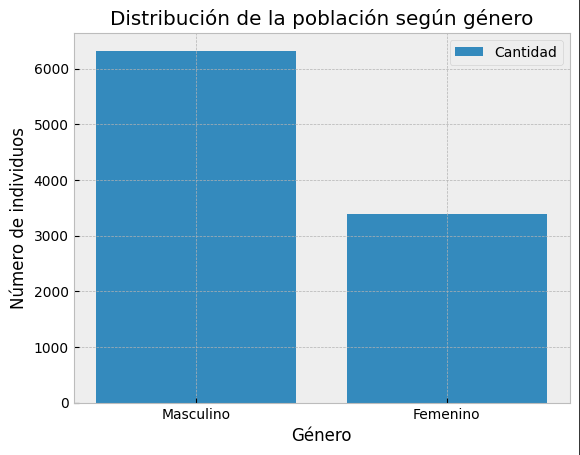 Distribución de la población según género
Cantidad
6000
5000
4000
3000
2000
1000
0
Número de individuos
Masculino
Femenino
Género